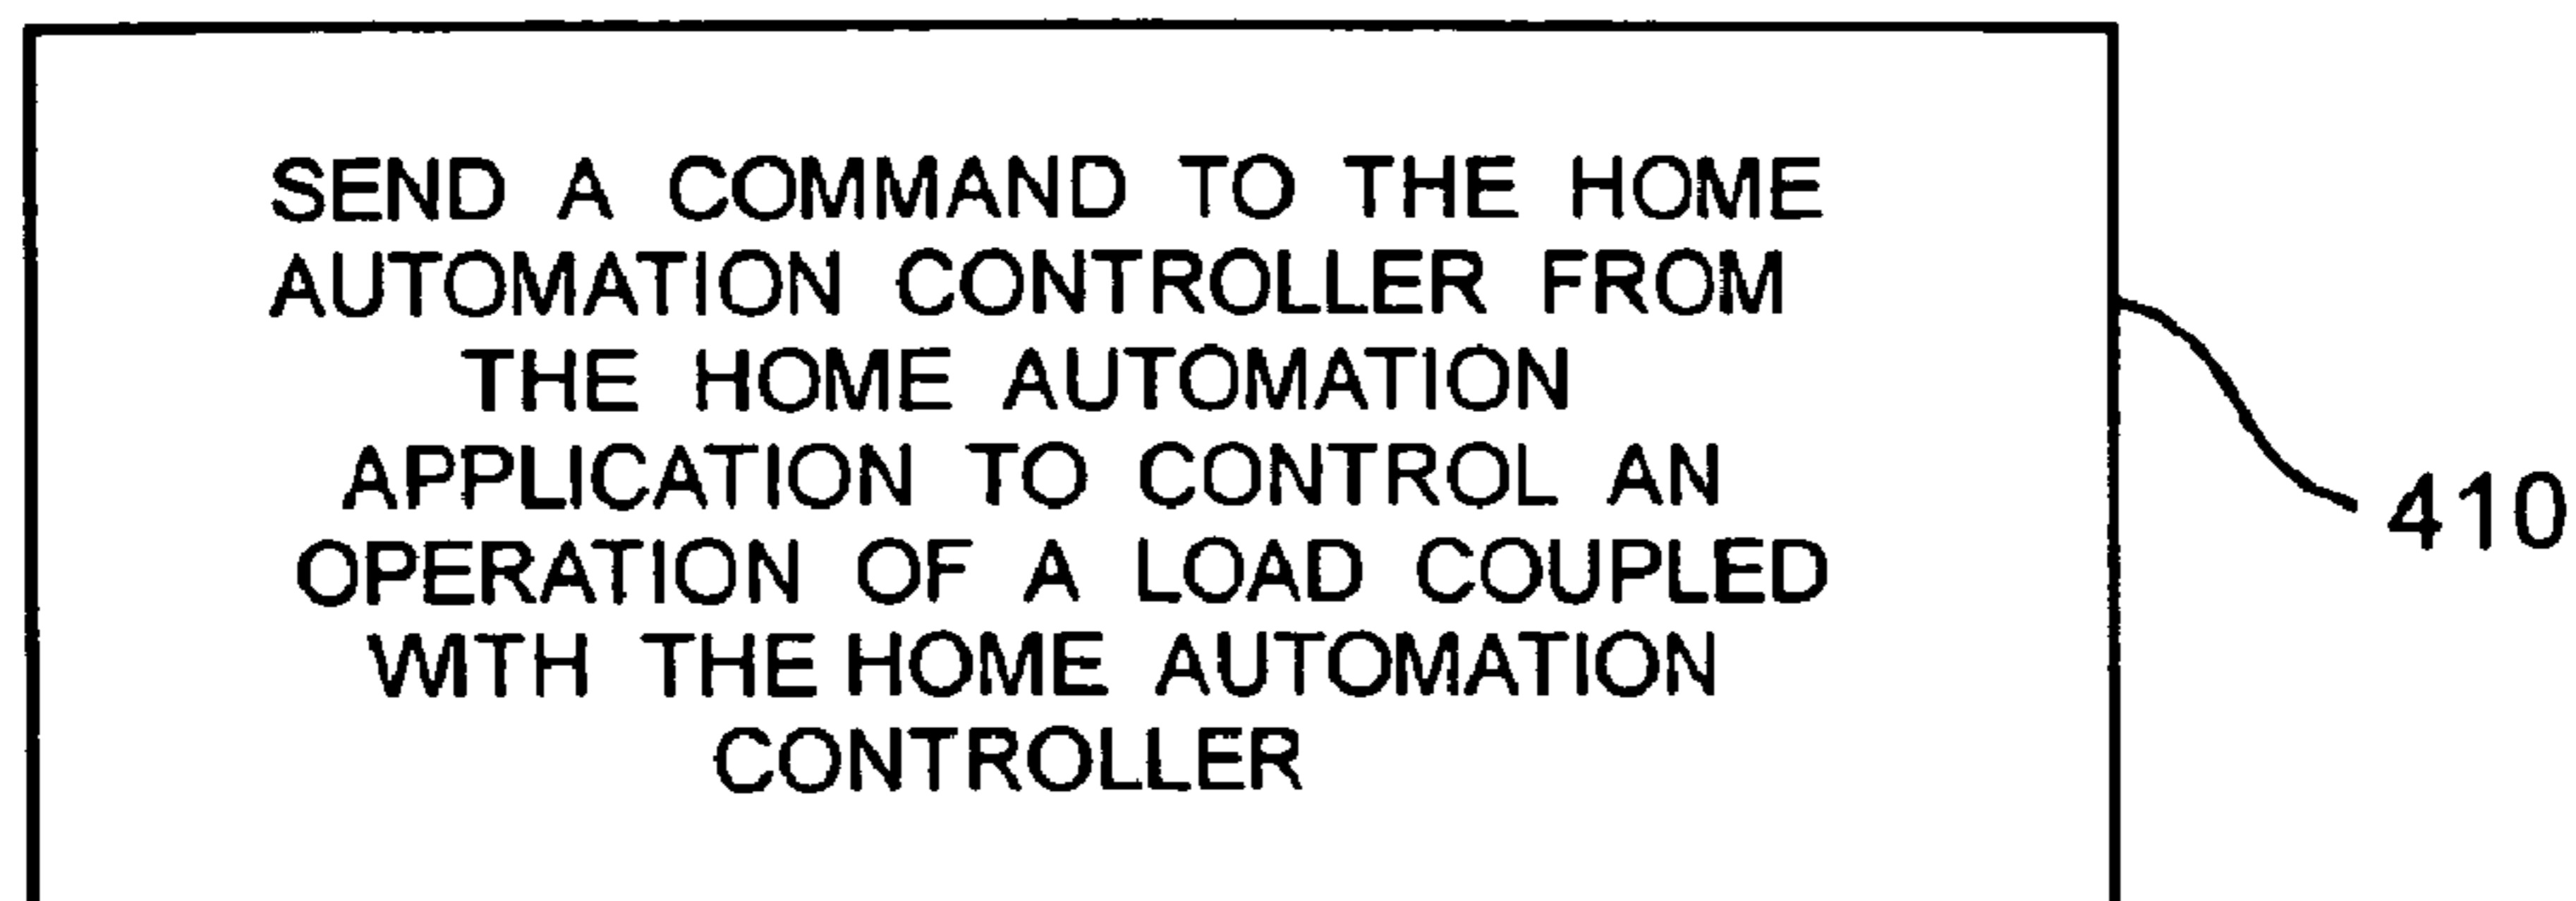 SEND A COMMAND TO THE HOME
AUTOMATION CONTROLLER FROM
THE HOME AUTOMATION
APPLICATION TO CONTROL AN
OPERATION OF A LOAD COUPLED
WITH THE HOME AUTOMATION
CONTROLLER
410